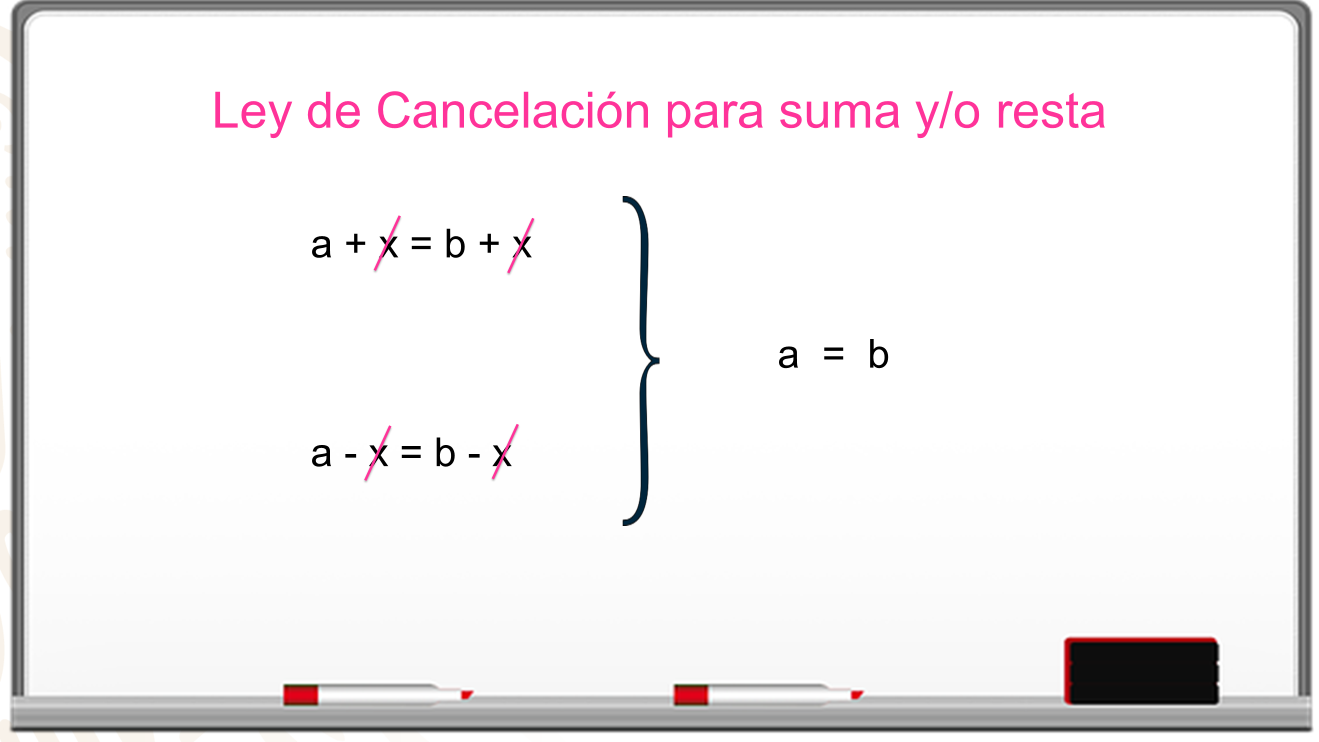 Ley de Cancelación para suma y/o resta
a + x = b + x
a = b
a - x = b - x